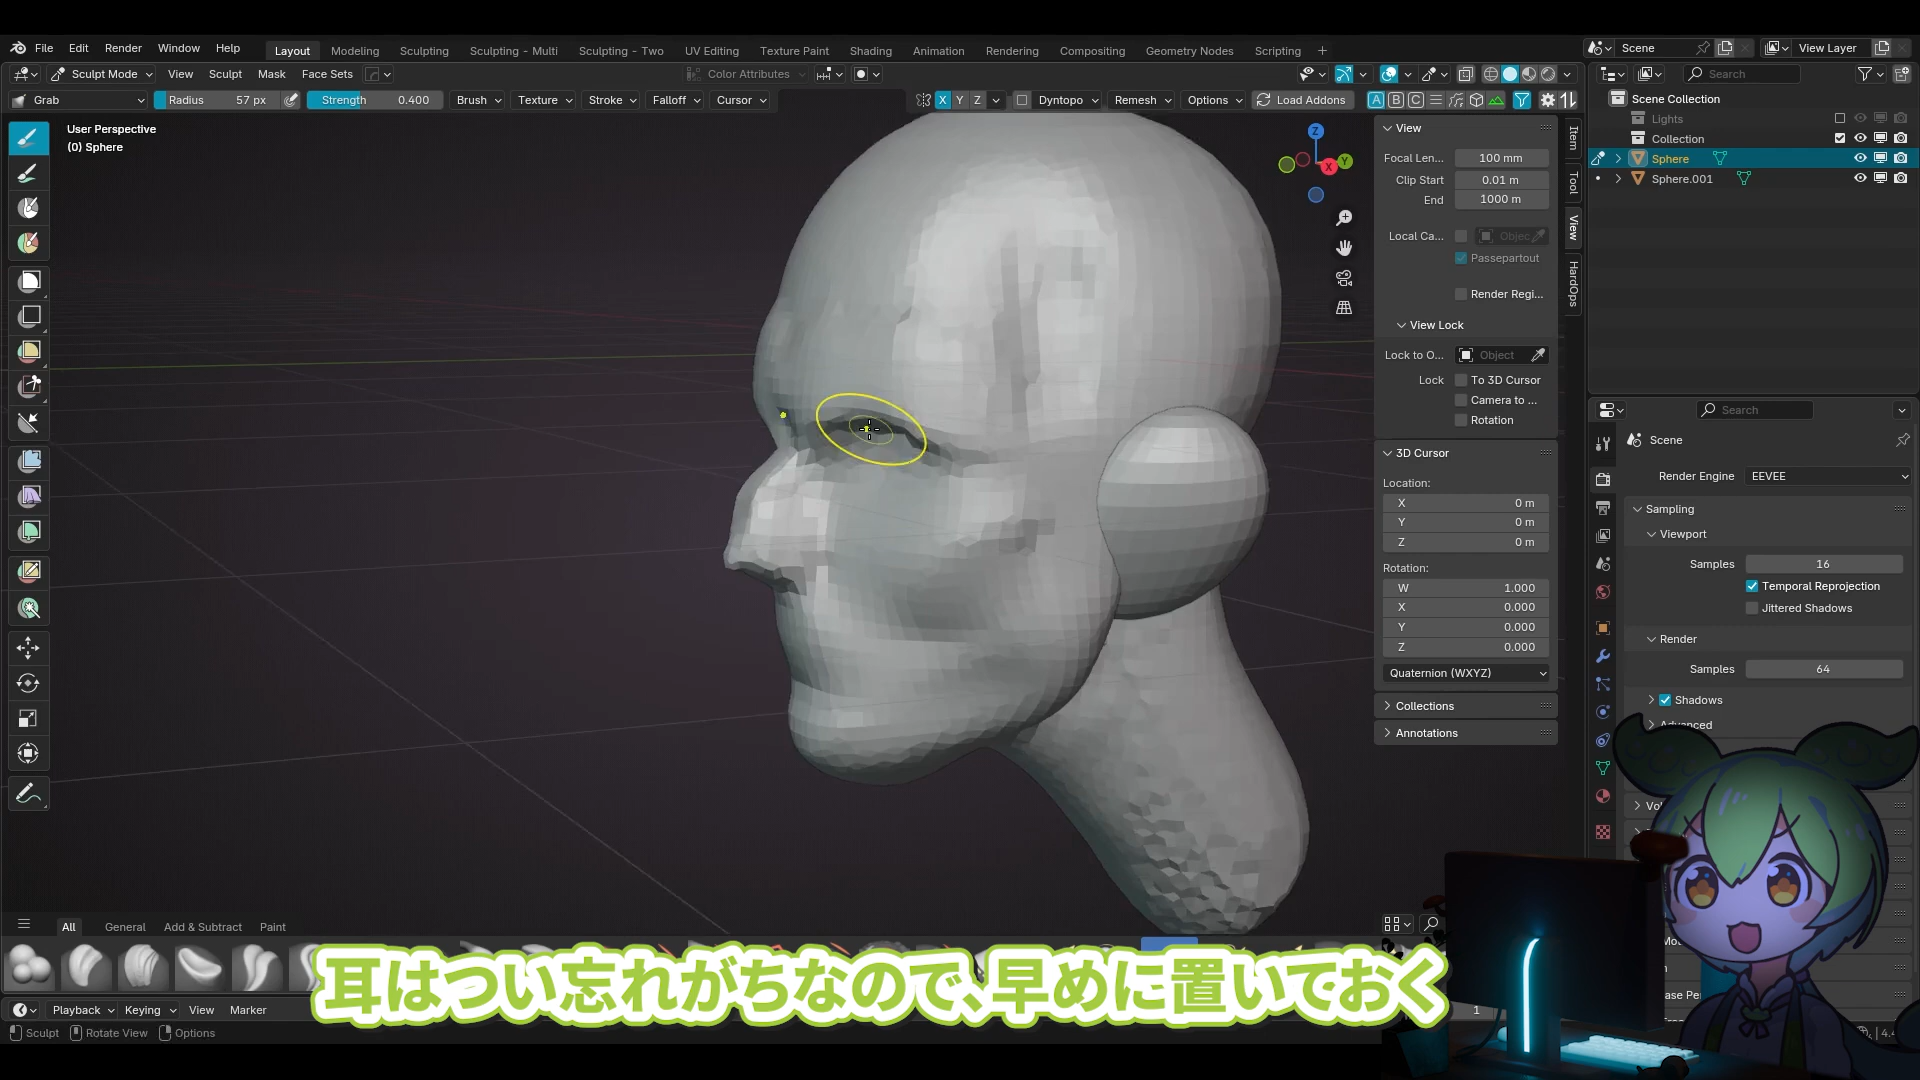 File Edit Render Window Help Layout Modeling Sculpting Sculpting - Multi Sculpting - Two UV Editing Texture Paint Shading Animation Rendering Compositing Geometry Nodes Scripting + Scene View Layer
Sculpt Mode View Sculpt Mask Face Sets Color Attributes Search
Grab Radius 57 px Strength 0.400 Brush Texture Stroke Falloff Cursor X Y Z Dyntopo Remesh Options Load Addons A B C
Scene Collection
Lights
Collection
Sphere
Sphere.001
User Perspective
(0) Sphere
Z
Y
X
View
Focal Len... 100 mm
Clip Start 0.01 m
End 1000 m
Local Ca... Objec
Passepartout
Render Regi...
View Lock
Lock to O... Object
Lock To 3D Cursor
Camera to ...
Rotation
3D Cursor
Location:
X 0 m
Y 0 m
Z 0 m
Rotation:
W 1.000
X 0.000
Y 0.000
Z 0.000
Quaternion (WXYZ)
Collections
Annotations
Item
Tool
View
HardOps
Search
Scene
Render Engine EEVEE
Sampling
Viewport
Samples 16
Temporal Reprojection
Jittered Shadows
Render
Samples 64
Shadows
Advanced
All General Add & Subtract Paint
耳はつい忘れがちなので、早めに置いておく
Playback Keying View Marker 1
Sculpt Rotate View Options